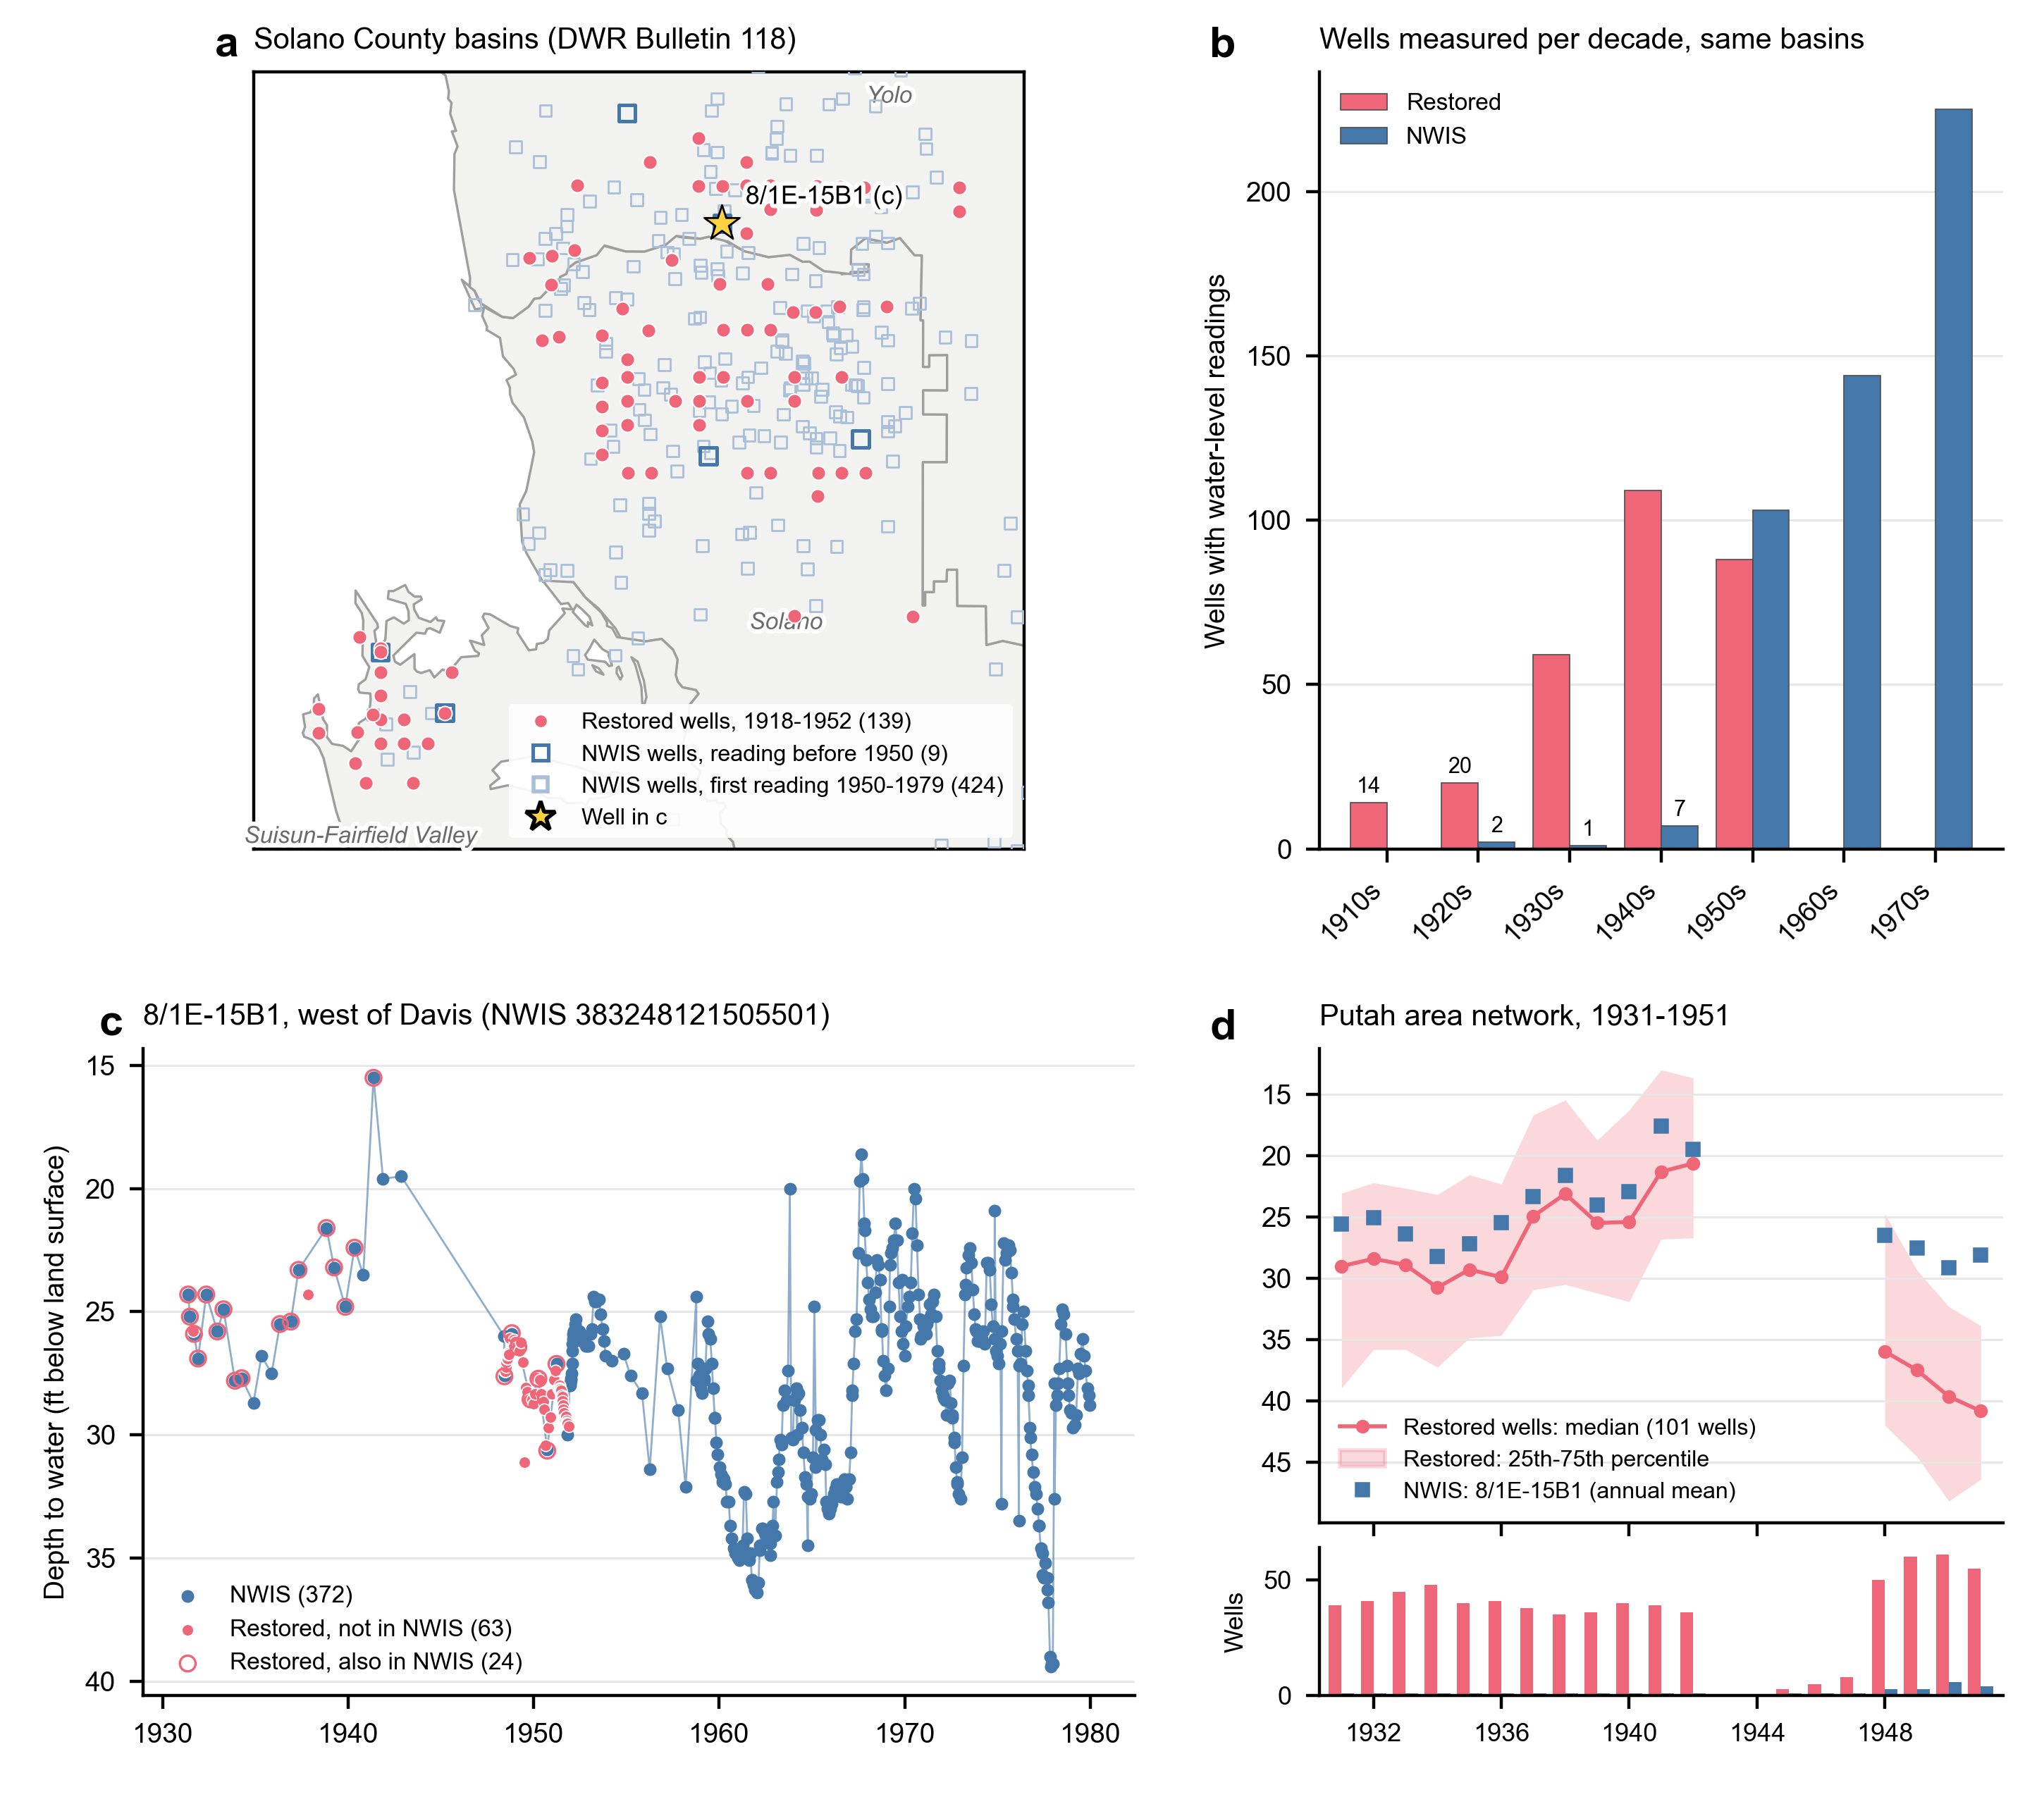 a
Solano County basins (DWR Bulletin 118)
Yolo
8/1E-15B1 (c)
Solano
Suisun-Fairfield Valley
Restored wells, 1918-1952 (139)
NWIS wells, reading before 1950 (9)
NWIS wells, first reading 1950-1979 (424)
Well in c
b
Wells measured per decade, same basins
Restored
NWIS
Wells with water-level readings
200
150
100
50
0
14
20
2
1
7
1910s
1920s
1930s
1940s
1950s
1960s
1970s
c
8/1E-15B1, west of Davis (NWIS 383248121505501)
Depth to water (ft below land surface)
15
20
25
30
35
40
NWIS (372)
Restored, not in NWIS (63)
Restored, also in NWIS (24)
1930
1940
1950
1960
1970
1980
d
Putah area network, 1931-1951
15
20
25
30
35
40
45
Restored wells: median (101 wells)
Restored: 25th-75th percentile
NWIS: 8/1E-15B1 (annual mean)
Wells
50
0
1932
1936
1940
1944
1948